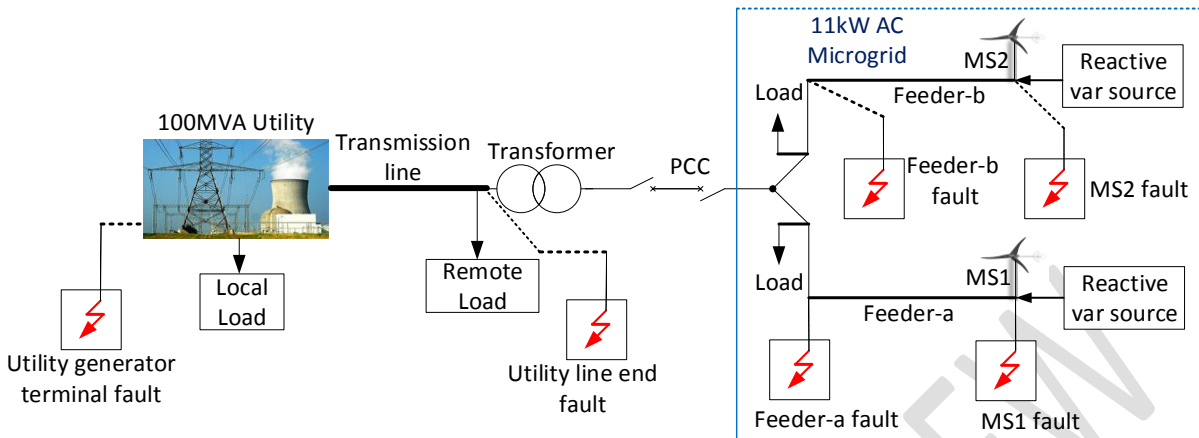 100MVA Utility
Transmission
line
Transformer
PCC
Local
Load
Remote
Load
Utility generator
terminal fault
Utility line end
fault
11kW AC
Microgrid
Load
MS2
Reactive
var source
Feeder-b
Feeder-b
fault
MS2 fault
Load
MS1
Reactive
var source
Feeder-a
Feeder-a fault
MS1 fault
EW